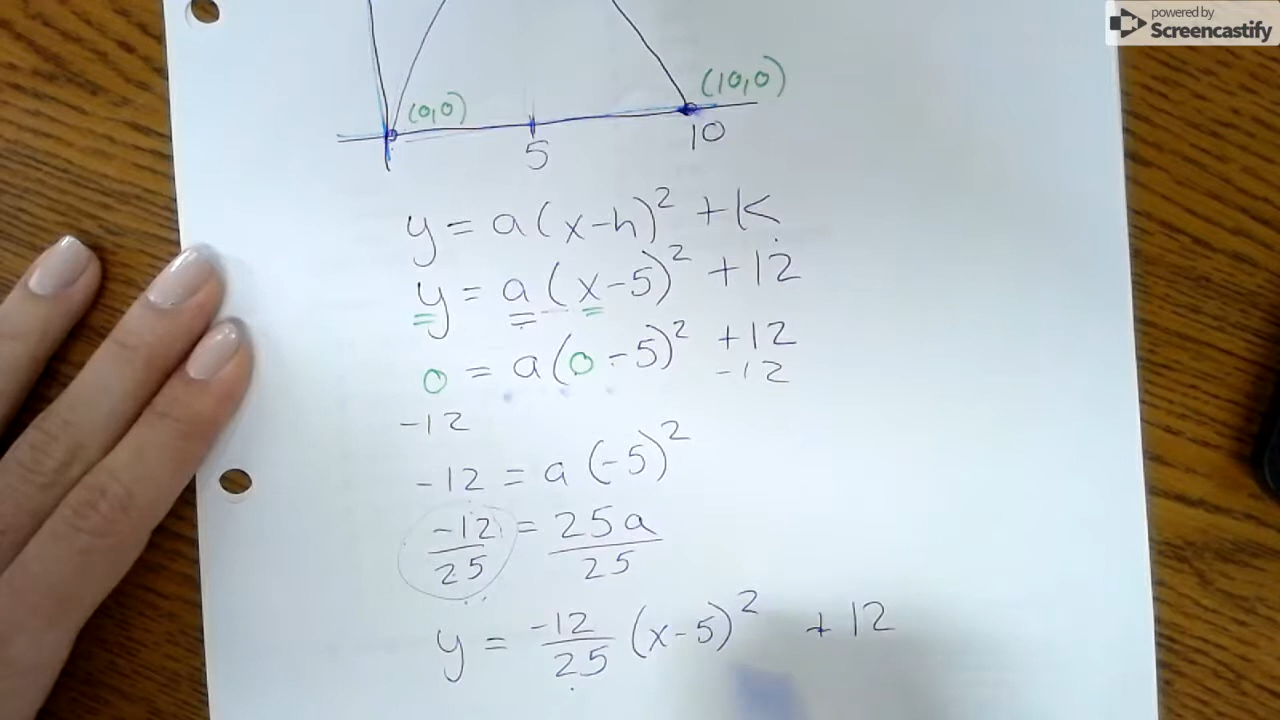 powered by
Screencastify
(0,0)
(10,0)
5
10
y = a(x-h)² + K
y = a(x-5)² + 12
0 = a(0-5)² +12
-12
-12
-12 = a(-5)²
-12/25 = 25a/25
y = -12/25 (x-5)² + 12